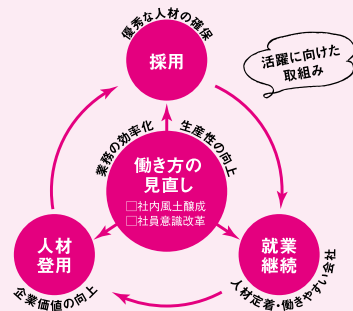 優秀な人材の確保
採用
活躍に向けた
取組み
業務の効率化
生産性の向上
働き方の
見直し
□社内風土醸成
□社員意識改革
人材
登用
企業価値の向上
就業
継続
人材定着・働きやすい会社